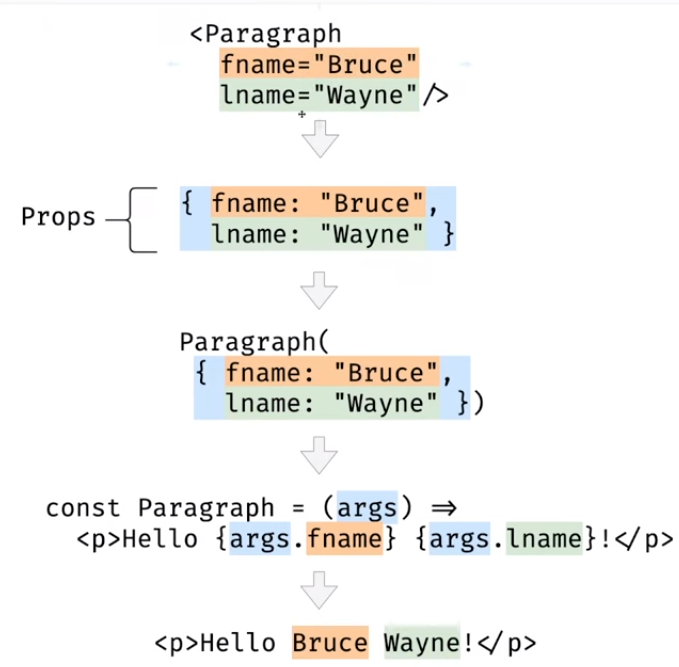 <Paragraph
fname="Bruce"
lname="Wayne"/>
Props
{ fname: "Bruce",
lname: "Wayne" }
Paragraph(
{ fname: "Bruce",
lname: "Wayne" })
const Paragraph = (args) =>
<p>Hello {args.fname} {args.lname}!</p>
<p>Hello Bruce Wayne!</p>